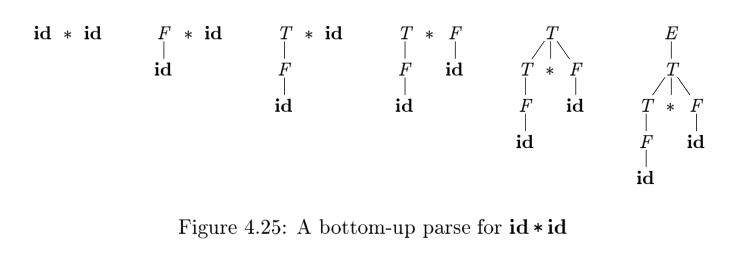 id * id F * id T * id T * F T E
id F F id T * F T
id id F id T * F
id F id
id
Figure 4.25: A bottom-up parse for id * id